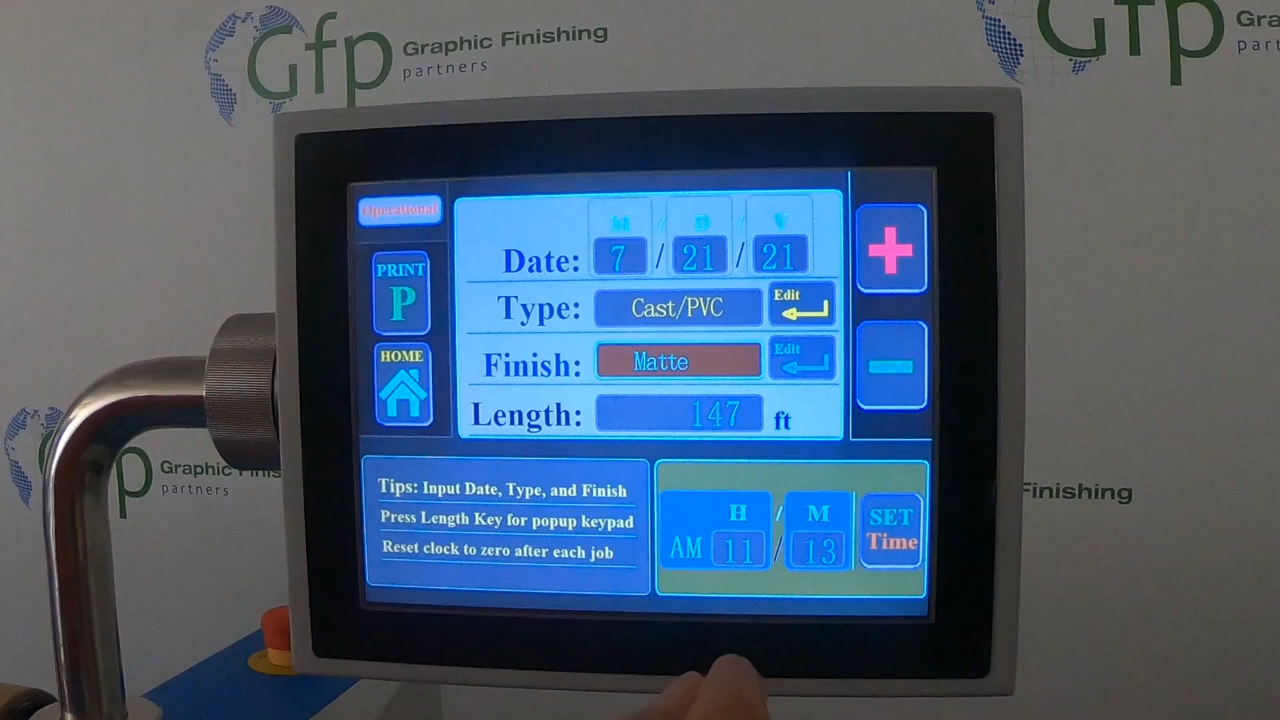 Gfp Graphic Finishing
partners
Gfp Gra
part
Gfp Graphic Finis
partners
Finishing
Operational
PRINT
P
HOME
M / D / Y
Date: 7 / 21 / 21
Type: Cast/PVC Edit
Finish: Matte Edit
Length: 147 ft
+
-
Tips: Input Date, Type, and Finish
Press Length Key for popup keypad
Reset clock to zero after each job
H / M
AM 11 / 13
SET
Time